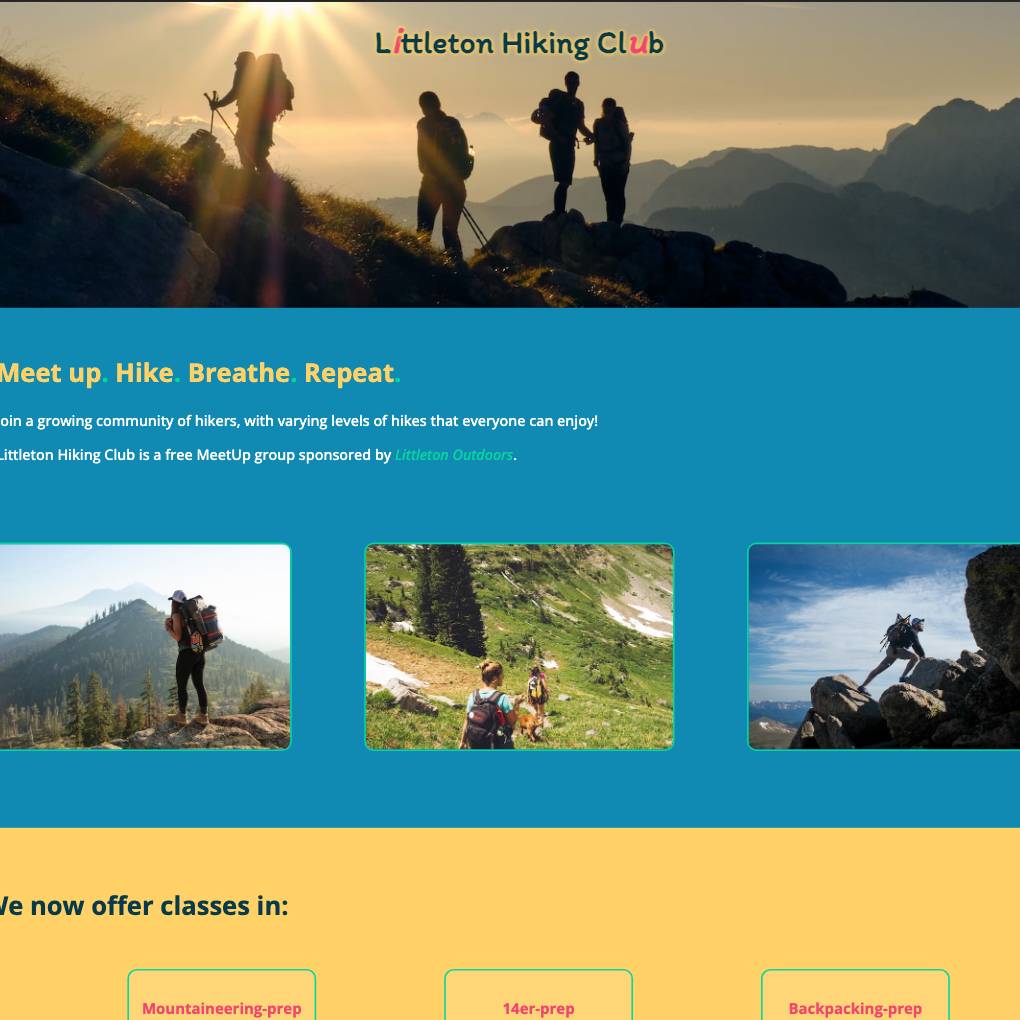 Littleton Hiking Club
Meet up. Hike. Breathe. Repeat.
oin a growing community of hikers, with varying levels of hikes that everyone can enjoy!
Littleton Hiking Club is a free MeetUp group sponsored by Littleton Outdoors.
We now offer classes in:
Mountaineering-prep
14er-prep
Backpacking-prep